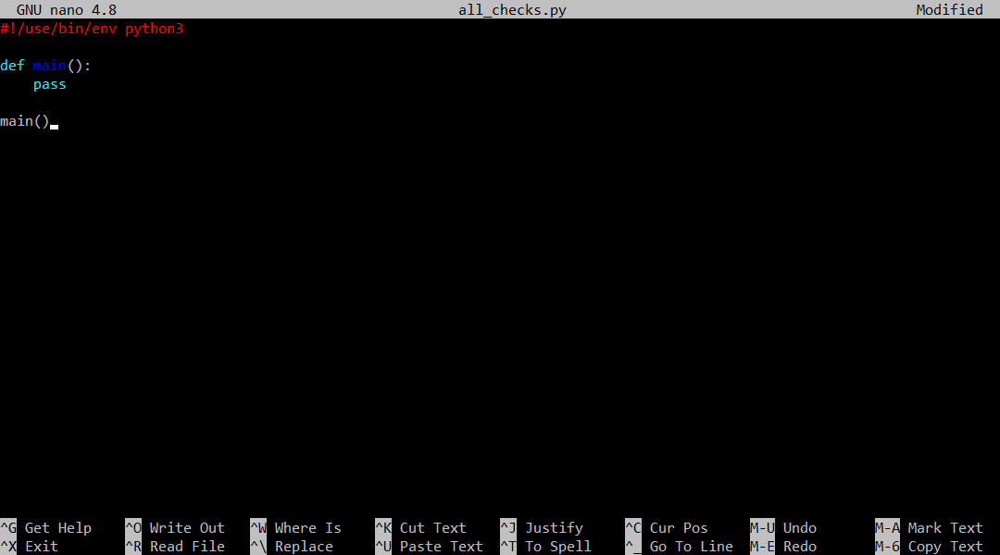 GNU nano 4.8 all_checks.py Modified
#!/use/bin/env python3
def main():
    pass
main()
^G Get Help ^O Write Out ^W Where Is ^K Cut Text ^J Justify ^C Cur Pos M-U Undo M-A Mark Text
^X Exit ^R Read File ^\ Replace ^U Paste Text ^T To Spell ^_ Go To Line M-E Redo M-6 Copy Text